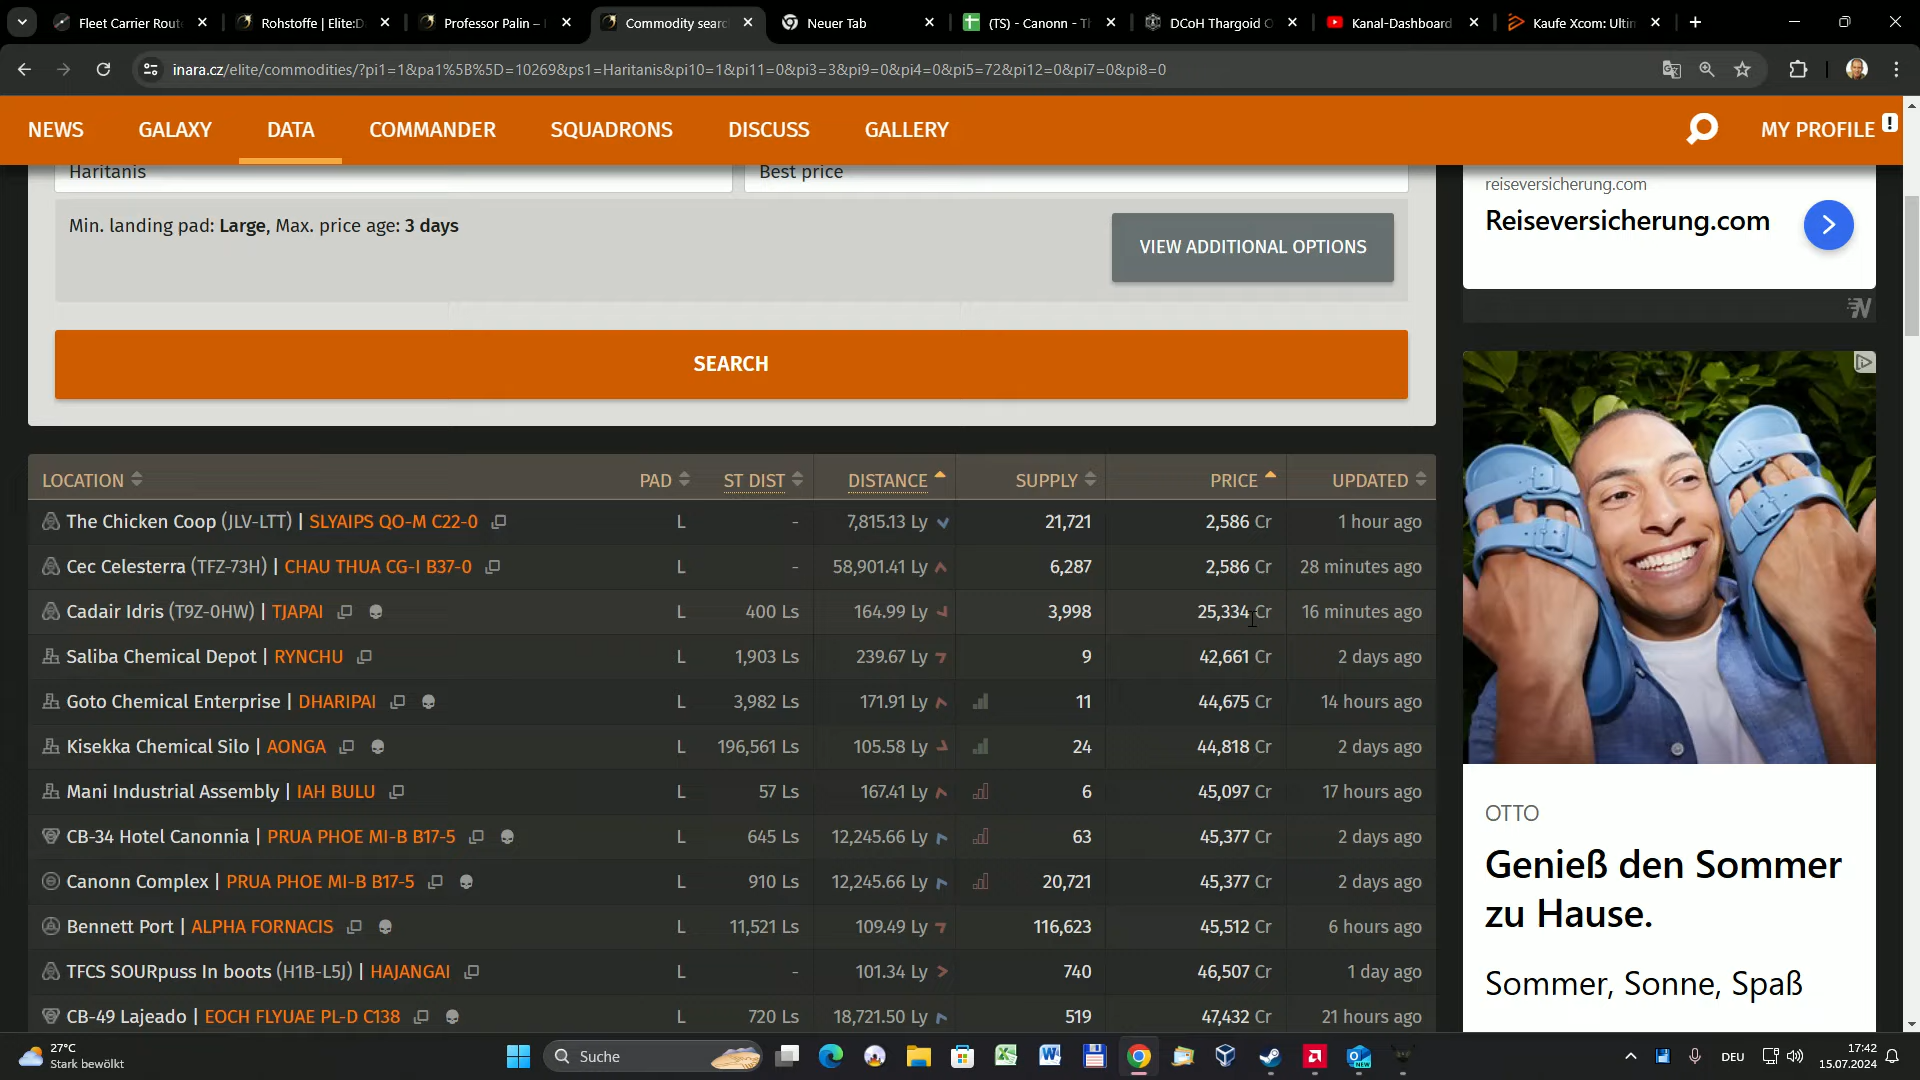 Fleet Carrier Rout
Rohstoffe | Elite:D
Professor Palin –
Commodity searc
Neuer Tab
(TS) - Canonn - Th
DCoH Thargoid O
Kanal-Dashboard
Kaufe Xcom: Ultim
inara.cz/elite/commodities/?pi1=1&pa1%5B%5D=10269&ps1=Haritanis&pi10=1&pi11=0&pi3=3&pi9=0&pi4=0&pi5=72&pi12=0&pi7=0&pi8=0
NEWS GALAXY DATA COMMANDER SQUADRONS DISCUSS GALLERY MY PROFILE !
Haritanis Best price
Min. landing pad: Large, Max. price age: 3 days
VIEW ADDITIONAL OPTIONS
SEARCH
LOCATION PAD ST DIST DISTANCE SUPPLY PRICE UPDATED
The Chicken Coop (JLV-LTT) | SLYAIPS QO-M C22-0 L - 7,815.13 Ly 21,721 2,586 Cr 1 hour ago
Cec Celesterra (TFZ-73H) | CHAU THUA CG-I B37-0 L - 58,901.41 Ly 6,287 2,586 Cr 28 minutes ago
Cadair Idris (T9Z-0HW) | TJAPAI L 400 Ls 164.99 Ly 3,998 25,334 Cr 16 minutes ago
Saliba Chemical Depot | RYNCHU L 1,903 Ls 239.67 Ly 9 42,661 Cr 2 days ago
Goto Chemical Enterprise | DHARIPAI L 3,982 Ls 171.91 Ly 11 44,675 Cr 14 hours ago
Kisekka Chemical Silo | AONGA L 196,561 Ls 105.58 Ly 24 44,818 Cr 2 days ago
Mani Industrial Assembly | IAH BULU L 57 Ls 167.41 Ly 6 45,097 Cr 17 hours ago
CB-34 Hotel Canonnia | PRUA PHOE MI-B B17-5 L 645 Ls 12,245.66 Ly 63 45,377 Cr 2 days ago
Canonn Complex | PRUA PHOE MI-B B17-5 L 910 Ls 12,245.66 Ly 20,721 45,377 Cr 2 days ago
Bennett Port | ALPHA FORNACIS L 11,521 Ls 109.49 Ly 116,623 45,512 Cr 6 hours ago
TFCS SOURpuss In boots (H1B-L5J) | HAJANGAI L - 101.34 Ly 740 46,507 Cr 1 day ago
CB-49 Lajeado | EOCH FLYUAE PL-D C138 L 720 Ls 18,721.50 Ly 519 47,432 Cr 21 hours ago
reiseversicherung.com
Reiseversicherung.com
OTTO
Genieß den Sommer
zu Hause.
Sommer, Sonne, Spaß
27°C
Stark bewölkt
Suche
NEW
DEU
17:42
15.07.2024